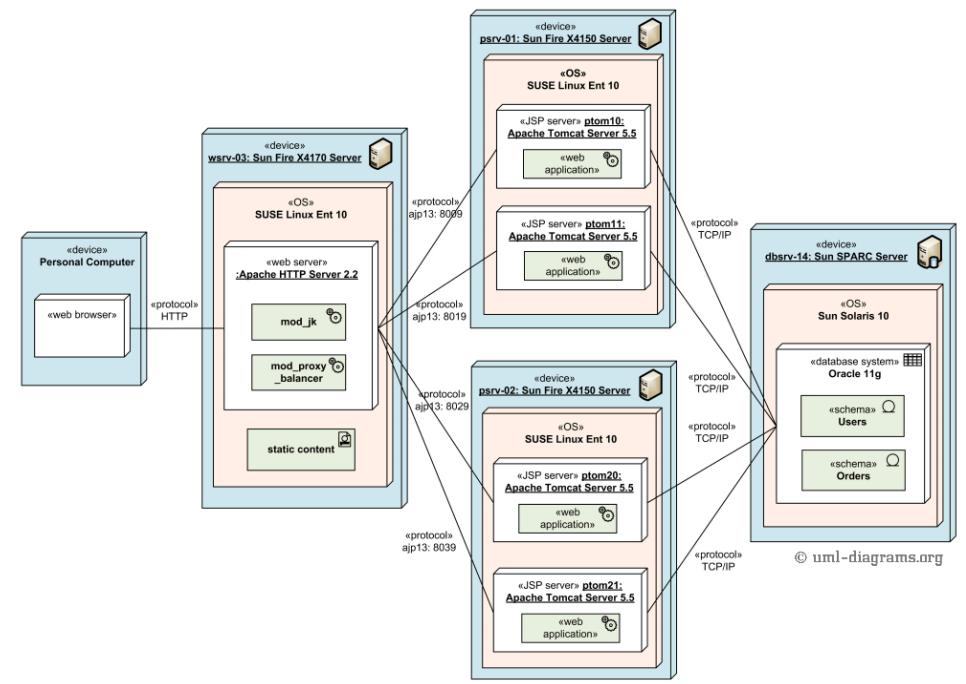 «device»
Personal Computer
«web browser»
«protocol»
HTTP
«device»
wsrv-03: Sun Fire X4170 Server
«OS»
SUSE Linux Ent 10
«web server»
:Apache HTTP Server 2.2
mod_jk
mod_proxy
_balancer
static content
«protocol»
ajp13: 8009
«protocol»
ajp13: 8019
«protocol»
ajp13: 8029
«protocol»
ajp13: 8039
«device»
psrv-01: Sun Fire X4150 Server
«OS»
SUSE Linux Ent 10
«JSP server» ptom10:
Apache Tomcat Server 5.5
«web
application»
«JSP server» ptom11:
Apache Tomcat Server 5.5
«web
application»
«device»
psrv-02: Sun Fire X4150 Server
«OS»
SUSE Linux Ent 10
«JSP server» ptom20:
Apache Tomcat Server 5.5
«web
application»
«JSP server» ptom21:
Apache Tomcat Server 5.5
«web
application»
«protocol»
TCP/IP
«protocol»
TCP/IP
«protocol»
TCP/IP
«protocol»
TCP/IP
«device»
dbsrv-14: Sun SPARC Server
«OS»
Sun Solaris 10
«database system»
Oracle 11g
«schema»
Users
«schema»
Orders
© uml-diagrams.org